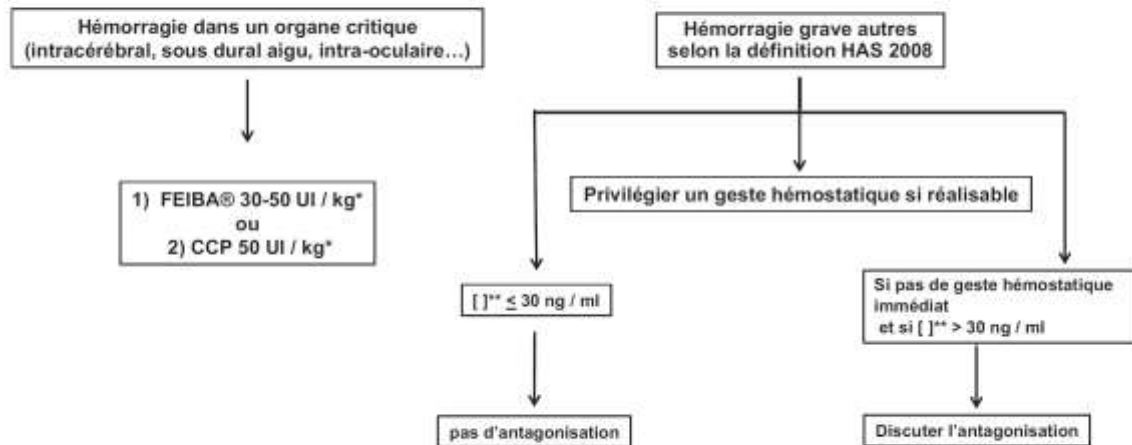 Hémorragie dans un organe critique
(intracérébral, sous dural aigu, intra-oculaire…)
Hémorragie grave autres
selon la définition HAS 2008
1) FEIBA® 30-50 UI / kg*
ou
2) CCP 50 UI / kg*
Privilégier un geste hémostatique si réalisable
[ ]** ≤ 30 ng / ml
Si pas de geste hémostatique
immédiat
et si [ ]** > 30 ng / ml
pas d'antagonisation
Discuter l'antagonisation